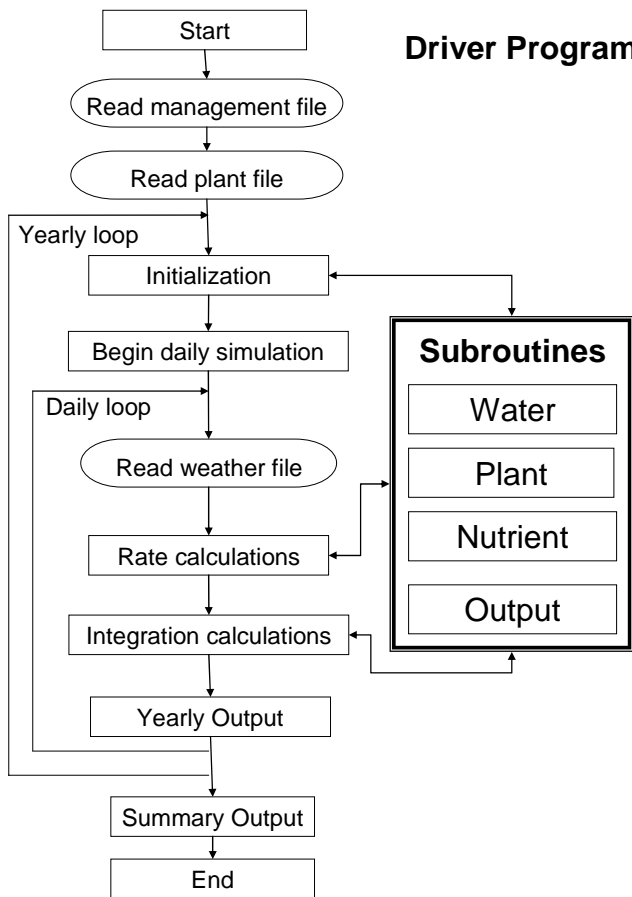 Start
Driver Program
Read management file
Read plant file
Yearly loop
Initialization
Begin daily simulation
Daily loop
Read weather file
Rate calculations
Integration calculations
Yearly Output
Summary Output
End
Subroutines
Water
Plant
Nutrient
Output